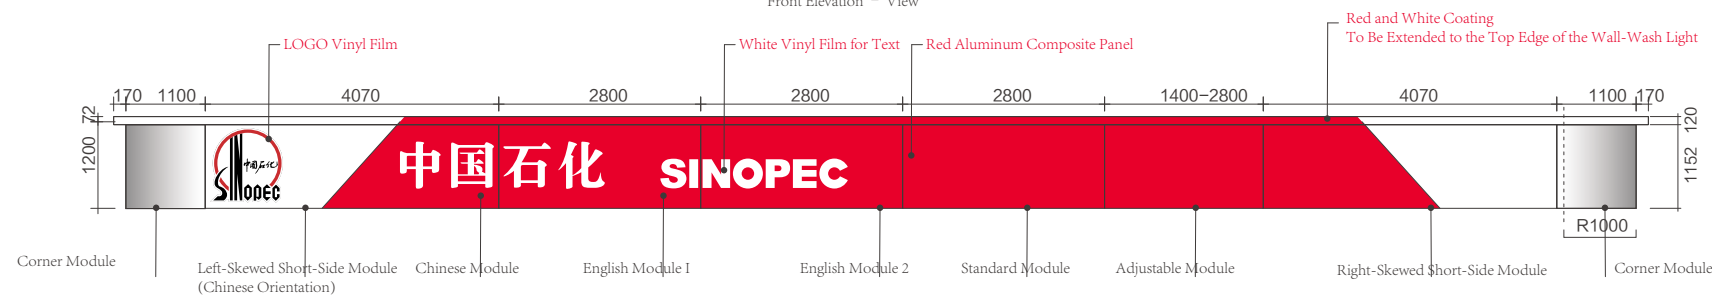 Front Elevation - View
Red and White Coating
To Be Extended to the Top Edge of the Wall-Wash Light
LOGO Vinyl Film
White Vinyl Film for Text
Red Aluminum Composite Panel
170 1100 4070 2800 2800 2800 1400-2800 4070 1100 170
72
1200
120
1152
中国石化
SINOPEC
中国石化
SINOPEC
R1000
Corner Module
Left-Skewed Short-Side Module
(Chinese Orientation)
Chinese Module
English Module I
English Module 2
Standard Module
Adjustable Module
Right-Skewed Short-Side Module
Corner Module